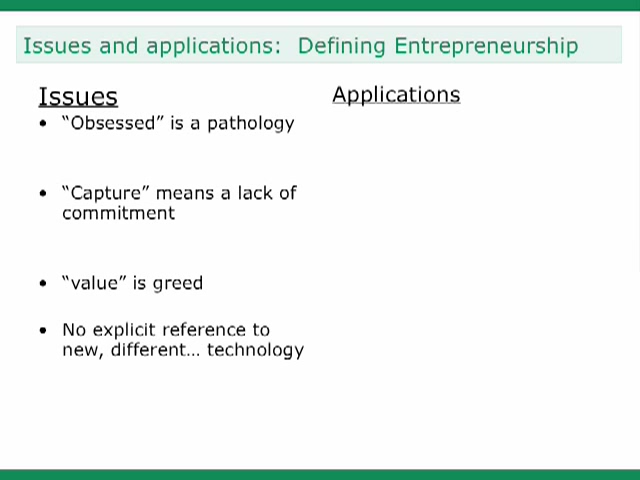 Issues and applications:  Defining Entrepreneurship
Issues
• “Obsessed” is a pathology
• “Capture” means a lack of
commitment
• “value” is greed
• No explicit reference to
new, different... technology
Applications